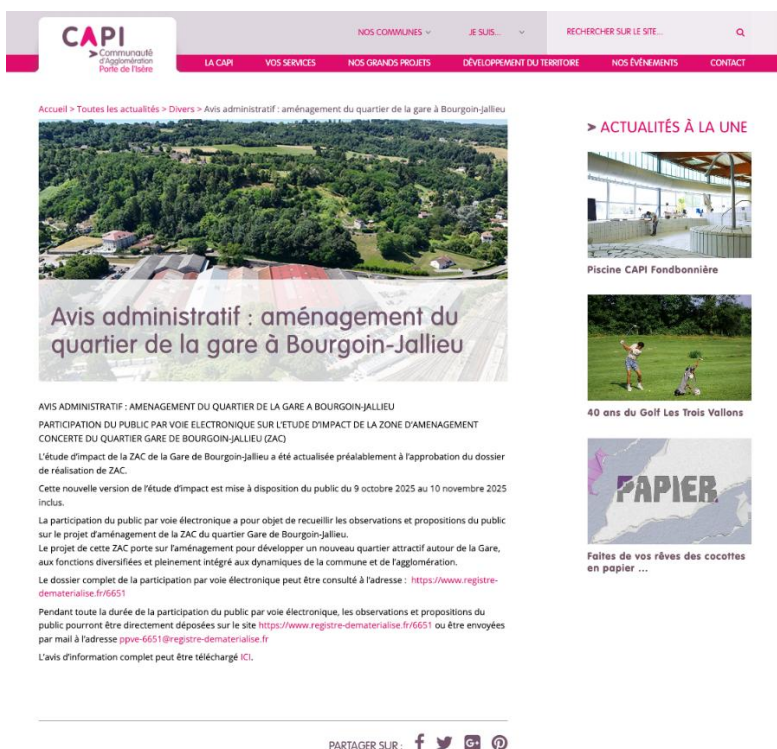 CAPI
Communauté
d'Agglomération
Porte de l'Isère
NOS COMMUNES
JE SUIS...
RECHERCHER SUR LE SITE...
LA CAPI
VOS SERVICES
NOS GRANDS PROJETS
DÉVELOPPEMENT DU TERRITOIRE
NOS ÉVÉNEMENTS
CONTACT
Accueil > Toutes les actualités > Divers > Avis administratif : aménagement du quartier de la gare à Bourgoin-Jallieu
Avis administratif : aménagement du
quartier de la gare à Bourgoin-Jallieu
AVIS ADMINISTRATIF : AMENAGEMENT DU QUARTIER DE LA GARE A BOURGOIN-JALLIEU
PARTICIPATION DU PUBLIC PAR VOIE ELECTRONIQUE SUR L'ETUDE D'IMPACT DE LA ZONE D'AMENAGEMENT
CONCERTE DU QUARTIER GARE DE BOURGOIN-JALLIEU (ZAC)
L'étude d'impact de la ZAC de la Gare de Bourgoin-Jallieu a été actualisée préalablement à l'approbation du dossier
de réalisation de ZAC.
Cette nouvelle version de l'étude d'impact est mise à disposition du public du 9 octobre 2025 au 10 novembre 2025
inclus.
La participation du public par voie électronique a pour objet de recueillir les observations et propositions du public
sur le projet d'aménagement de la ZAC du quartier Gare de Bourgoin-Jallieu.
Le projet de cette ZAC porte sur l'aménagement pour développer un nouveau quartier attractif autour de la Gare,
aux fonctions diversifiées et pleinement intégré aux dynamiques de la commune et de l'agglomération.
Le dossier complet de la participation par voie électronique peut être consulté à l'adresse : https://www.registre-
dematerialise.fr/6651
Pendant toute la durée de la participation du public par voie électronique, les observations et propositions du
public pourront être directement déposées sur le site https://www.registre-dematerialise.fr/6651 ou être envoyées
par mail à l'adresse ppve-6651@registre-dematerialise.fr
L'avis d'information complet peut être téléchargé ICI.
PARTAGER SUR :
> ACTUALITÉS À LA UNE
Piscine CAPI Fondbonnière
40 ans du Golf Les Trois Vallons
PAPIER
Faites de vos rêves des cocottes
en papier ...